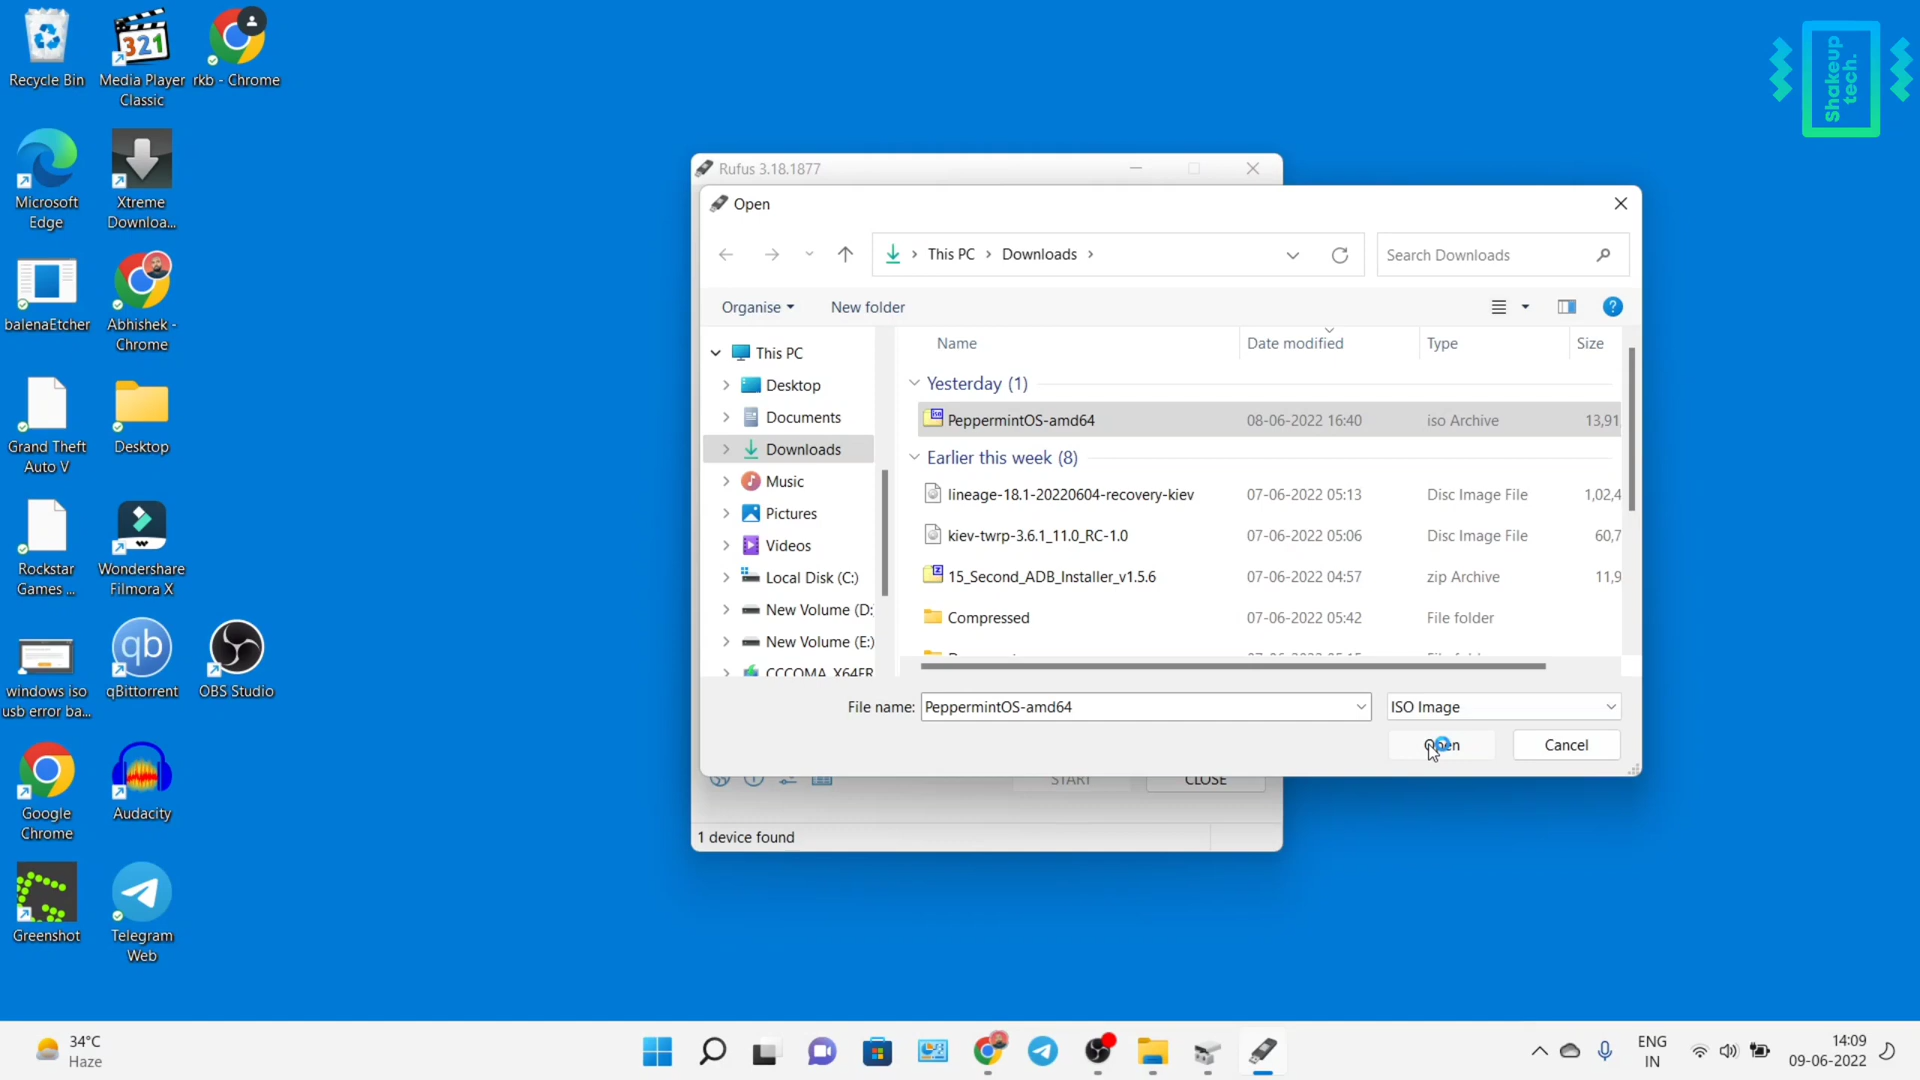 Recycle Bin
Media Player
Classic
rkb - Chrome
Microsoft
Edge
Xtreme
Downloa...
balenaEtcher
Abhishek -
Chrome
Grand Theft
Auto V
Desktop
Rockstar
Games ...
Wondershare
Filmora X
windows iso
usb error ba...
qBittorrent
OBS Studio
Google
Chrome
Audacity
Greenshot
Telegram
Web
321
qb
shakeup
tech.
Rufus 3.18.1877
Open
This PC
Downloads
Search Downloads
Organise
New folder
This PC
Desktop
Documents
Downloads
Music
Pictures
Videos
Local Disk (C:)
New Volume (D:
New Volume (E:)
CCCOMA_X64FR
Name Date modified Type Size
Yesterday (1)
PeppermintOS-amd64 08-06-2022 16:40 iso Archive 13,91
Earlier this week (8)
lineage-18.1-20220604-recovery-kiev 07-06-2022 05:13 Disc Image File 1,02,4
kiev-twrp-3.6.1_11.0_RC-1.0 07-06-2022 05:06 Disc Image File 60,7
15_Second_ADB_Installer_v1.5.6 07-06-2022 04:57 zip Archive 11,9
Compressed 07-06-2022 05:42 File folder
File name: PeppermintOS-amd64 ISO Image
Open Cancel
START CLOSE
1 device found
34°C
Haze
ENG
IN
14:09
09-06-2022